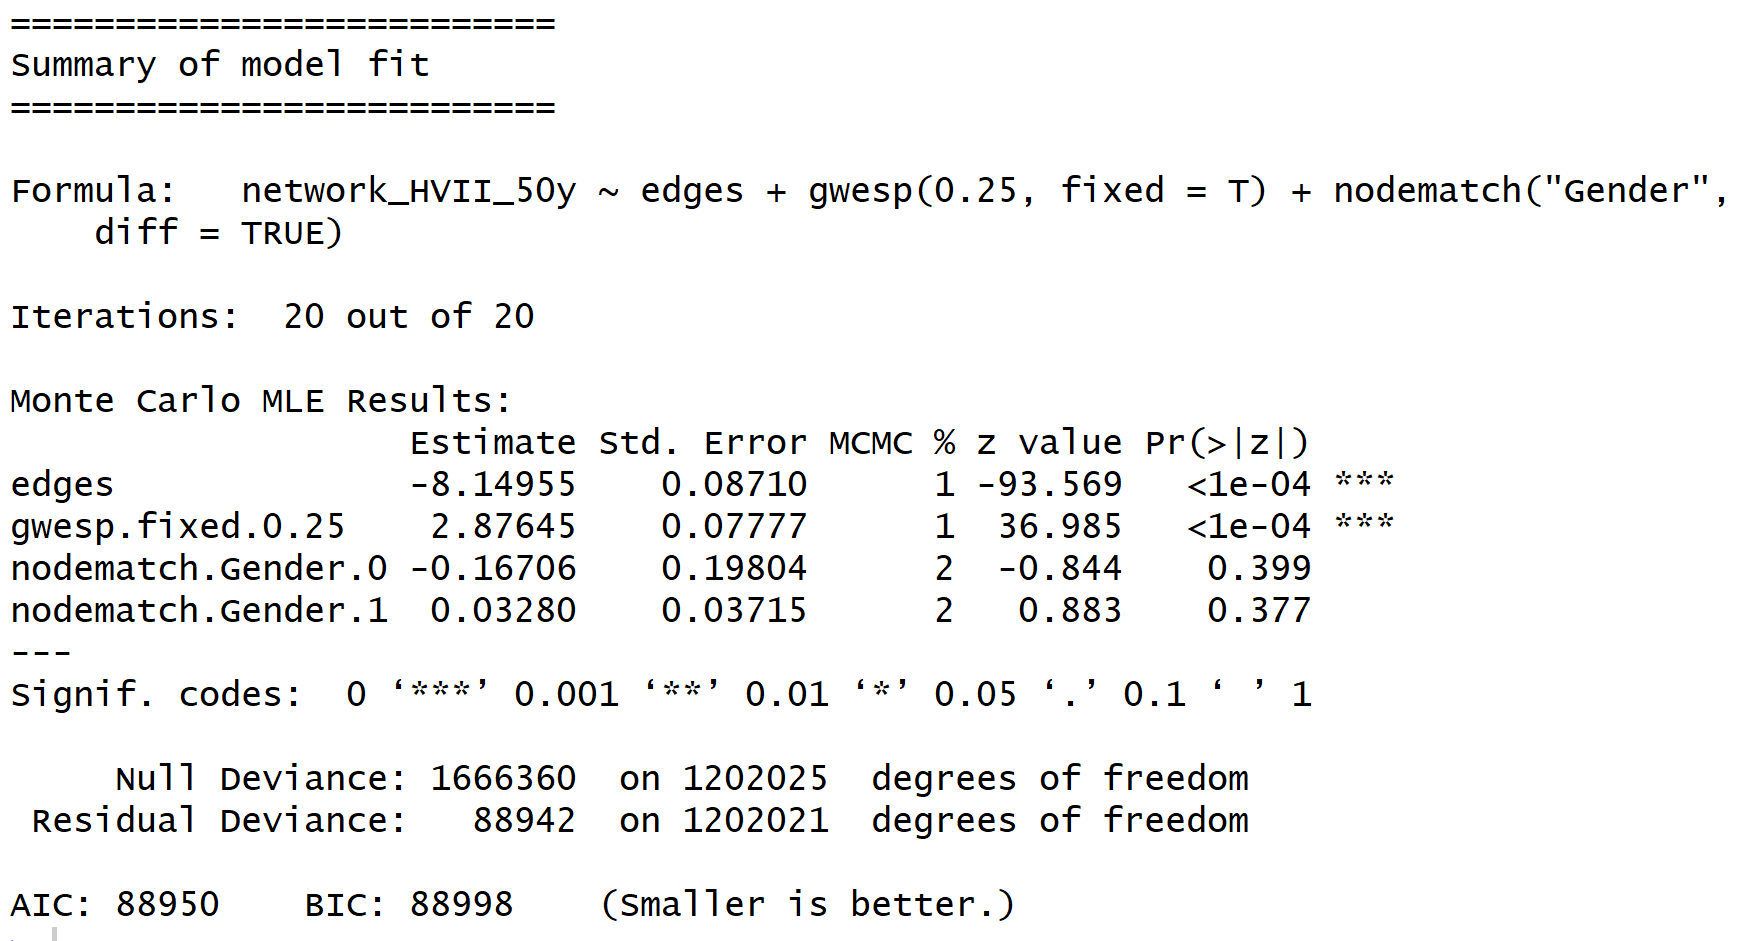 ==========================
Summary of model fit
==========================
Formula:   network_HVII_50y ~ edges + gwesp(0.25, fixed = T) + nodematch("Gender",
    diff = TRUE)
Iterations:  20 out of 20
Monte Carlo MLE Results:
                   Estimate Std. Error MCMC % z value Pr(>|z|)
edges              -8.14955    0.08710      1 -93.569   <1e-04 ***
gwesp.fixed.0.25    2.87645    0.07777      1  36.985   <1e-04 ***
nodematch.Gender.0 -0.16706    0.19804      2  -0.844    0.399
nodematch.Gender.1  0.03280    0.03715      2   0.883    0.377
---
Signif. codes:  0 ‘***’ 0.001 ‘**’ 0.01 ‘*’ 0.05 ‘.’ 0.1 ‘ ’ 1
     Null Deviance: 1666360  on 1202025  degrees of freedom
 Residual Deviance:   88942  on 1202021  degrees of freedom
AIC: 88950    BIC: 88998    (Smaller is better.)